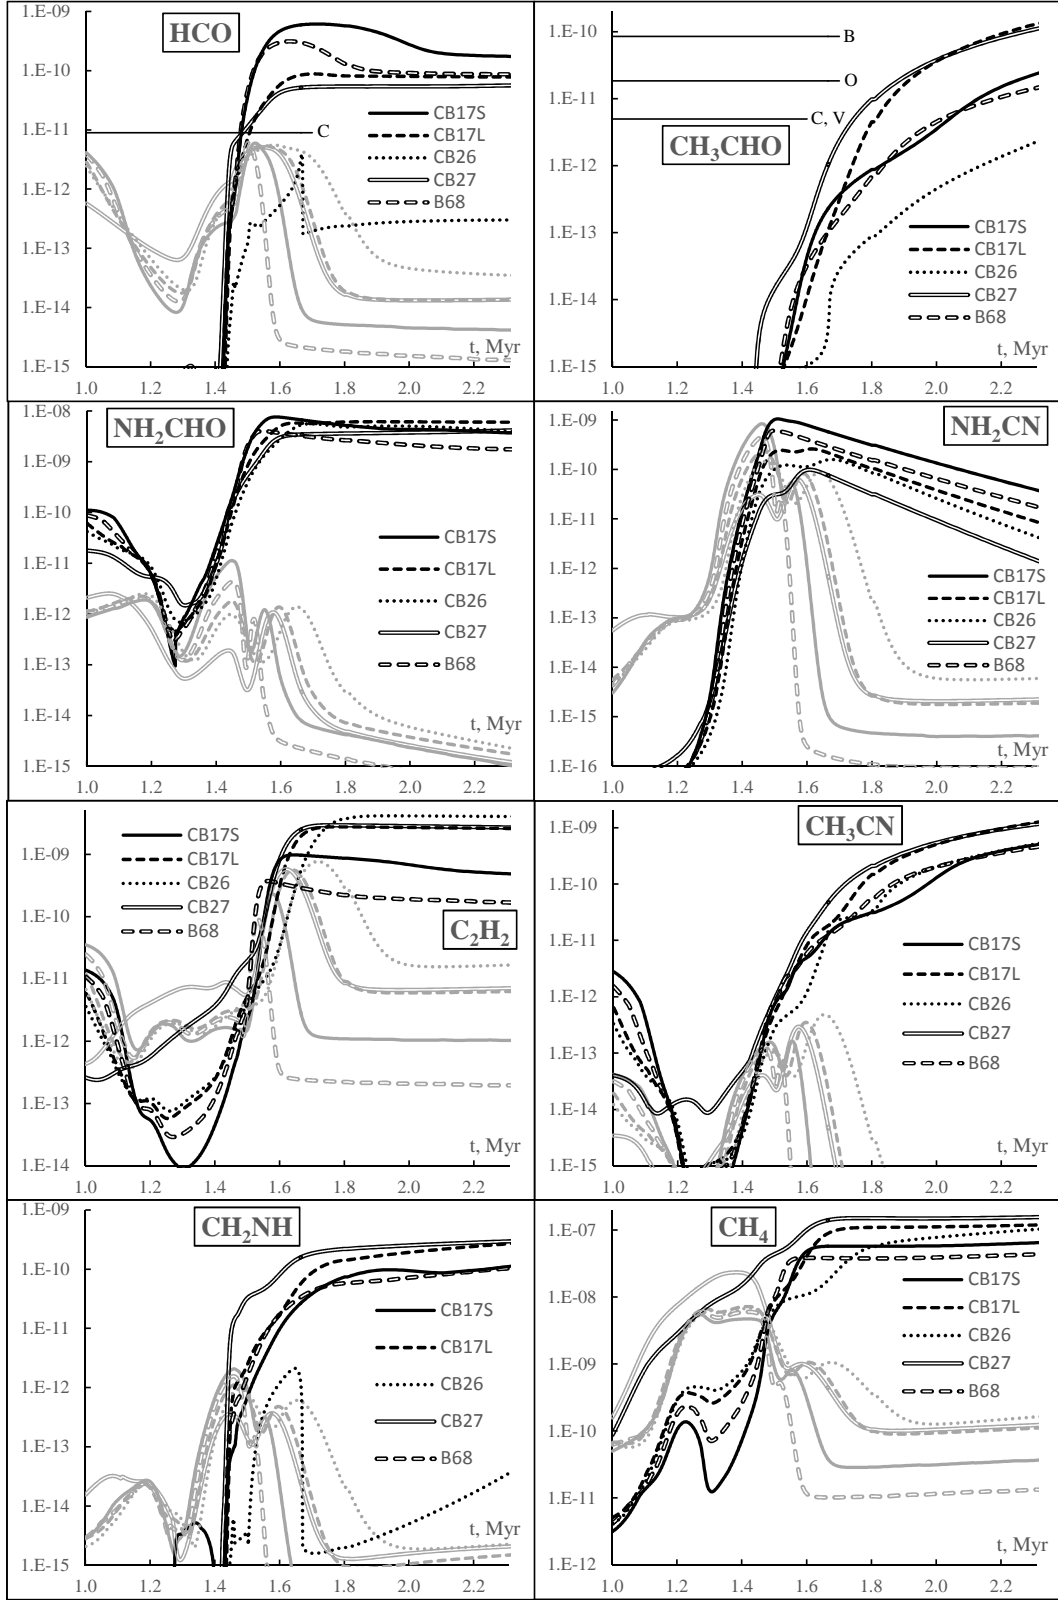 HCO
1.E-09
1.E-10
1.E-11
1.E-12
1.E-13
1.E-14
1.E-15
C
CB17S
CB17L
CB26
CB27
B68
t, Myr
1.0 1.2 1.4 1.6 1.8 2.0 2.2
CH3CHO
1.E-10
1.E-11
1.E-12
1.E-13
1.E-14
1.E-15
B
O
C, V
CB17S
CB17L
CB26
CB27
B68
t, Myr
1.0 1.2 1.4 1.6 1.8 2.0 2.2
NH2CHO
1.E-08
1.E-09
1.E-10
1.E-11
1.E-12
1.E-13
1.E-14
1.E-15
CB17S
CB17L
CB26
CB27
B68
t, Myr
1.0 1.2 1.4 1.6 1.8 2.0 2.2
NH2CN
1.E-09
1.E-10
1.E-11
1.E-12
1.E-13
1.E-14
1.E-15
1.E-16
CB17S
CB17L
CB26
CB27
B68
t, Myr
1.0 1.2 1.4 1.6 1.8 2.0 2.2
CB17S
CB17L
CB26
CB27
B68
C2H2
1.E-09
1.E-10
1.E-11
1.E-12
1.E-13
1.E-14
t, Myr
1.0 1.2 1.4 1.6 1.8 2.0 2.2
CH3CN
1.E-09
1.E-10
1.E-11
1.E-12
1.E-13
1.E-14
1.E-15
CB17S
CB17L
CB26
CB27
B68
t, Myr
1.0 1.2 1.4 1.6 1.8 2.0 2.2
CH2NH
1.E-09
1.E-10
1.E-11
1.E-12
1.E-13
1.E-14
1.E-15
CB17S
CB17L
CB26
CB27
B68
t, Myr
1.0 1.2 1.4 1.6 1.8 2.0 2.2
CH4
1.E-07
1.E-08
1.E-09
1.E-10
1.E-11
1.E-12
CB17S
CB17L
CB26
CB27
B68
t, Myr
1.0 1.2 1.4 1.6 1.8 2.0 2.2